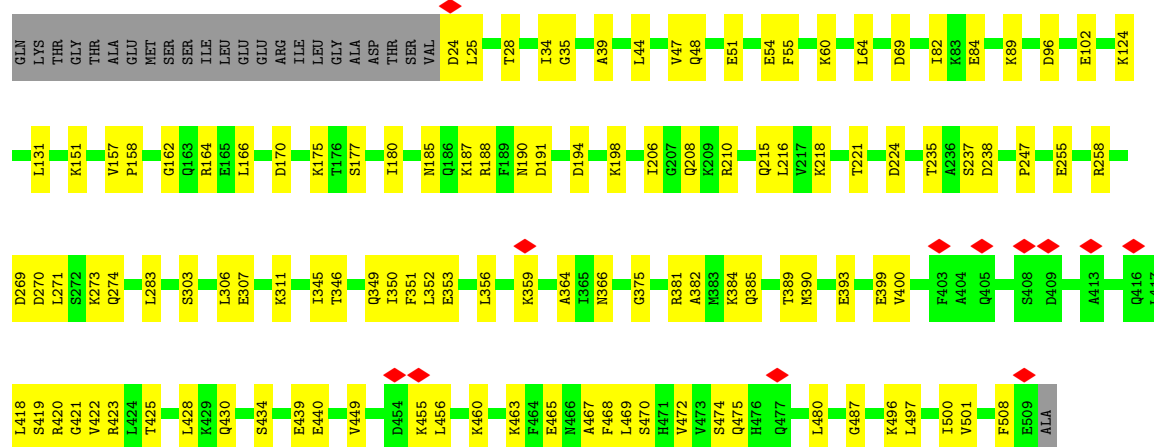 GLN LYS THR GLY THR ALA GLU MET SER SER ILE LEU GLU GLU ARG ILE LEU GLY ALA ASP THR SER VAL D24 L25 T28 I34 G35 A39 L44 V47 Q48 E51 E54 F55 K60 L64 D69 I82 K83 E84 K89 D96 E102 K124
L131 K151 V157 P158 G162 Q163 R164 E165 L166 D170 K175 T176 S177 I180 N185 Q186 K187 R188 F189 N190 D191 D194 K198 I206 G207 Q208 K209 R210 Q215 L216 V217 K218 T221 D224 T235 A236 S237 D238 P247 E255 R258
D269 D270 L271 S272 K273 Q274 L283 S303 L306 E307 K311 I345 T346 Q349 I350 F351 L352 E353 L356 K359 A364 I365 N366 G375 R381 A382 M383 K384 Q385 T389 M390 E393 E399 V400 F403 A404 Q405 S408 D409 A413 Q416 L417
L418 S419 R420 G421 V422 R423 L424 T425 L428 K429 Q430 S434 E439 E440 V449 D454 K455 L456 K460 K463 F464 E465 N466 A467 F468 L469 S470 H471 V472 V473 S474 Q475 H476 Q477 L480 G487 K496 L497 I500 V501 F508 E509 ALA